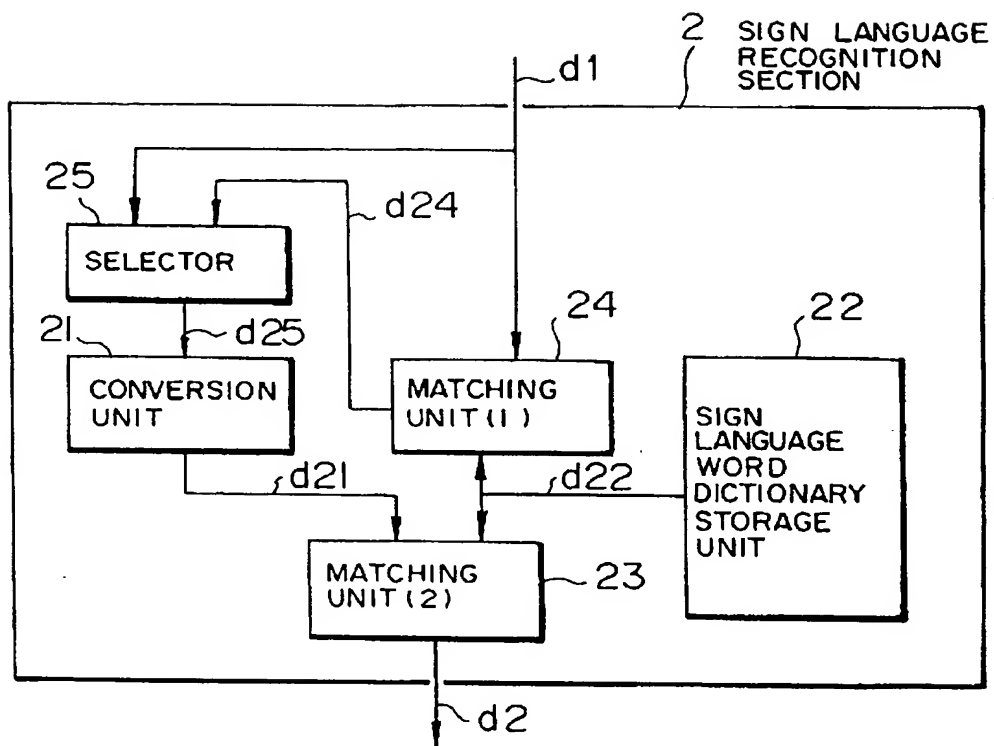 2 SIGN LANGUAGE
RECOGNITION
SECTION
d1
25
d24
SELECTOR
24
22
21
d25
CONVERSION
UNIT
MATCHING
UNIT(1)
SIGN
LANGUAGE
WORD
DICTIONARY
STORAGE
UNIT
d21
d22
MATCHING
UNIT(2)
23
d2